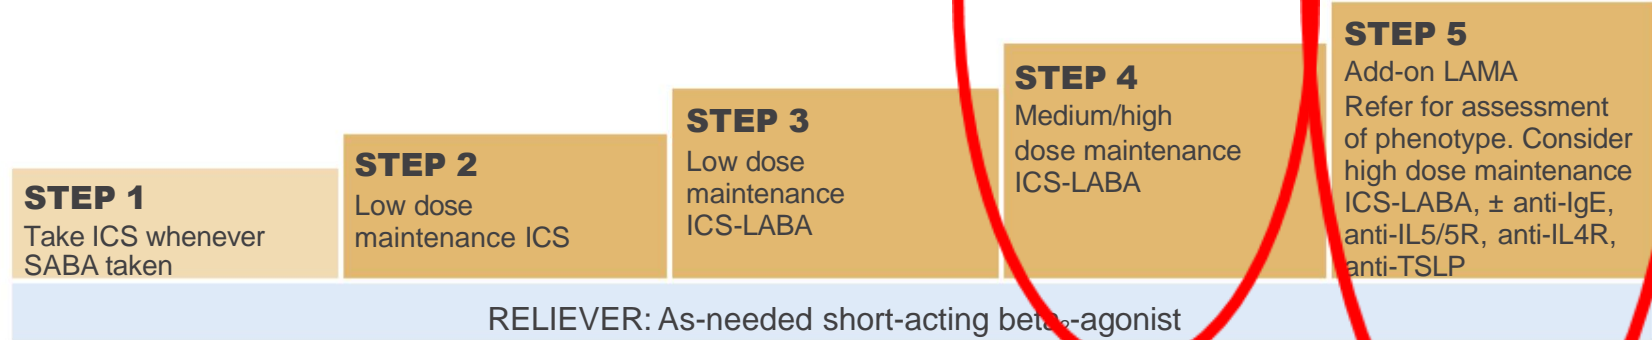 STEP 1
Take ICS whenever
SABA taken
STEP 2
Low dose
maintenance ICS
STEP 3
Low dose
maintenance
ICS-LABA
STEP 4
Medium/high
dose maintenance
ICS-LABA
STEP 5
Add-on LAMA
Refer for assessment
of phenotype. Consider
high dose maintenance
ICS-LABA, ± anti-IgE,
anti-IL5/5R, anti-IL4R,
anti-TSLP
RELIEVER: As-needed short-acting beta₂-agonist